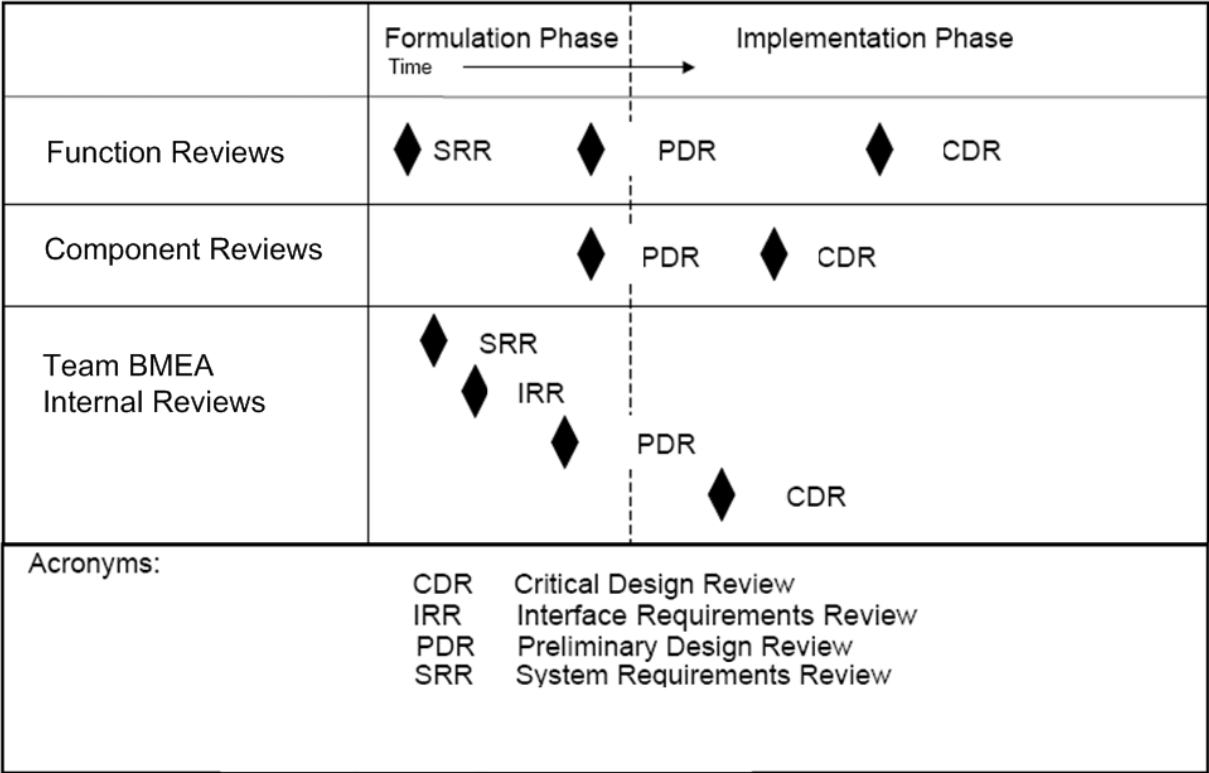 Formulation Phase
Implementation Phase
Time
Function Reviews
SRR
PDR
CDR
Component Reviews
PDR
CDR
Team BMEA
Internal Reviews
SRR
IRR
PDR
CDR
Acronyms:
CDR Critical Design Review
IRR Interface Requirements Review
PDR Preliminary Design Review
SRR System Requirements Review